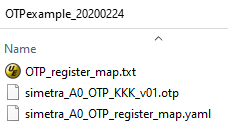 OTPexample_20200224
Name
OTP_register_map.txt
simetra_A0_OTP_KKK_v01.otp
simetra_A0_OTP_register_map.yaml